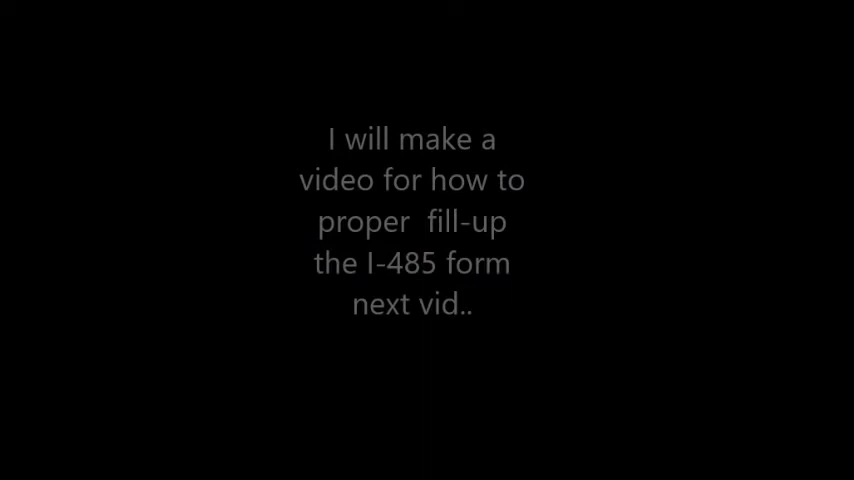 I will make a
video for how to
proper  fill-up
the I-485 form
next vid..